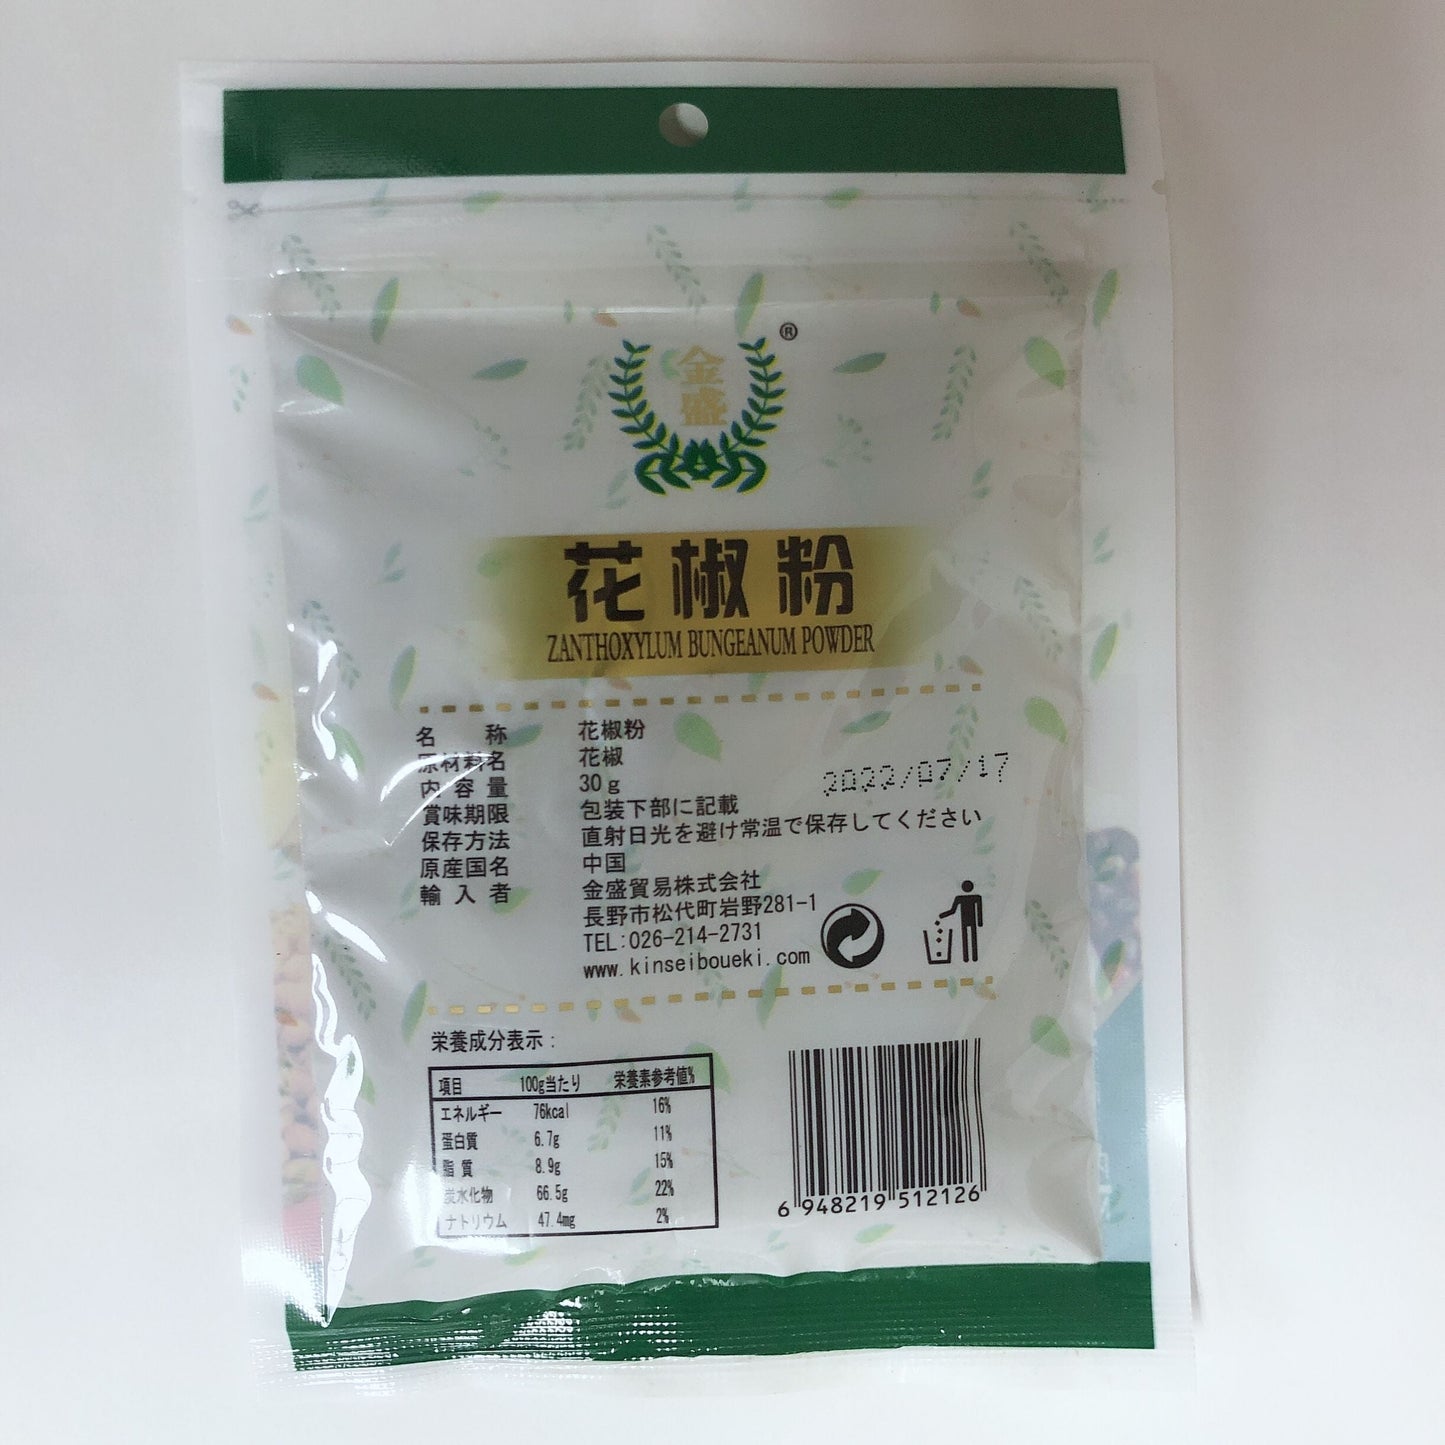 ®
金
盛
花椒粉
ZANTHOXYLUM BUNGEANUM POWDER
名称 花椒粉
原材料名 花椒
内容量 30g
2022/07/17
賞味期限 包装下部に記載
保存方法 直射日光を避け常温で保存してください
原産国名 中国
輸入者 金盛貿易株式会社
長野市松代町岩野281-1
TEL:026-214-2731
www.kinseiboueki.com
栄養成分表示:
項目 100g当たり 栄養素参考値%
エネルギー 76kcal 16%
蛋白質 6.7g 11%
脂質 8.9g 15%
炭水化物 66.5g 22%
ナトリウム 47.4mg 2%
6 948219 512126